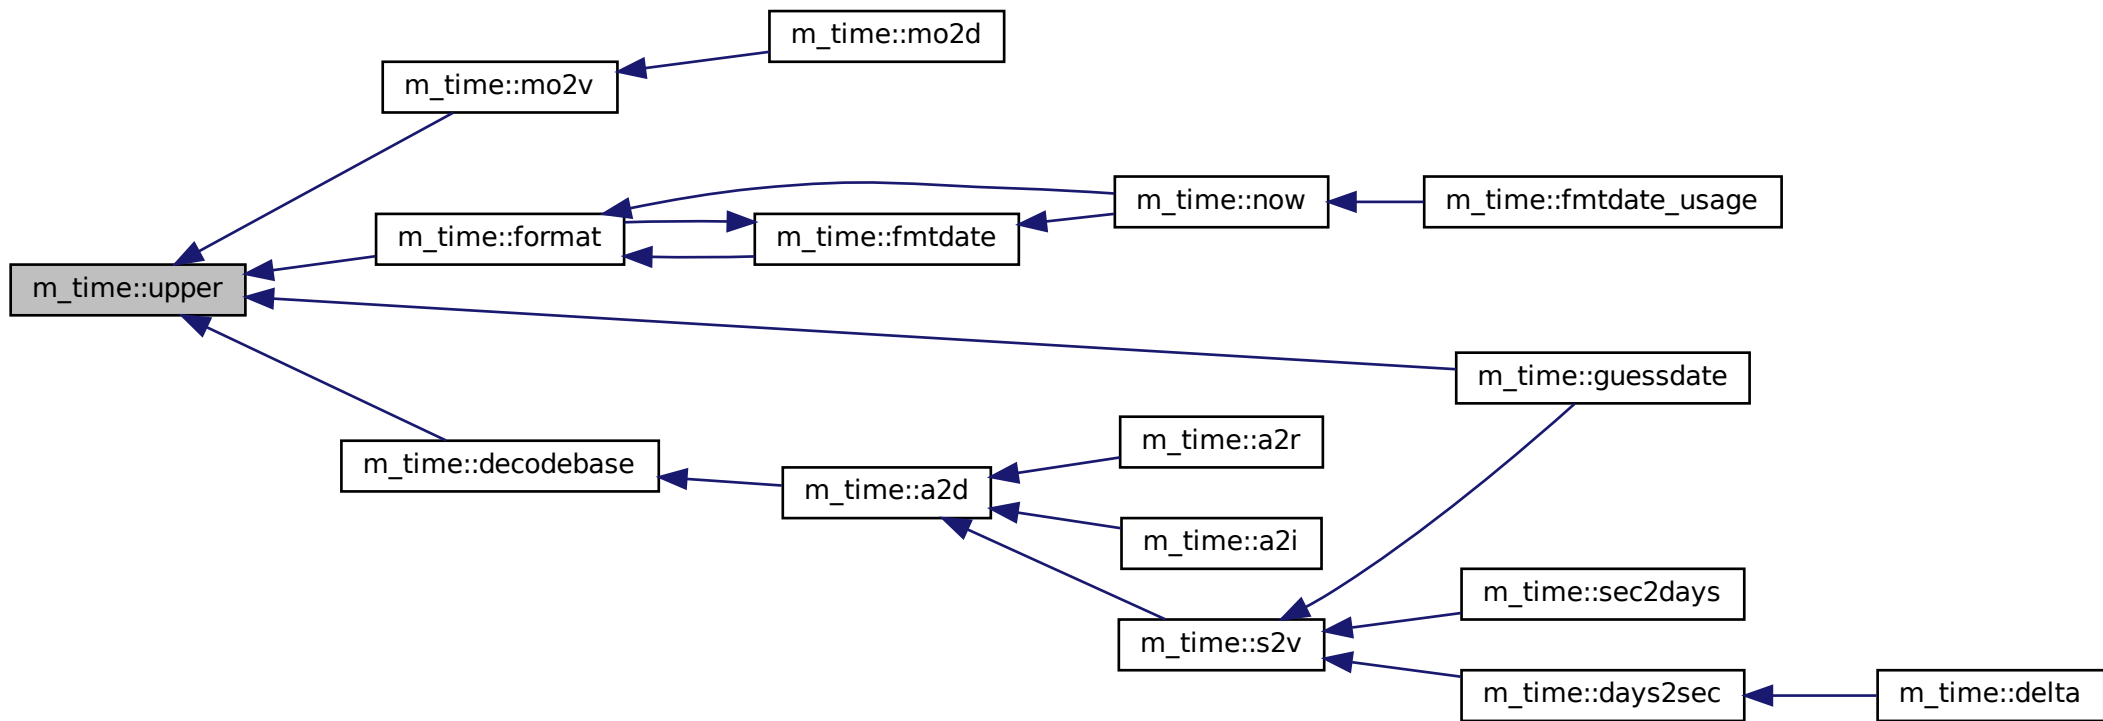 m_time::mo2d
m_time::mo2v
m_time::now
m_time::fmtdate_usage
m_time::format
m_time::fmtdate
m_time::upper
m_time::guessdate
m_time::a2r
m_time::decodebase
m_time::a2d
m_time::a2i
m_time::sec2days
m_time::s2v
m_time::days2sec
m_time::delta